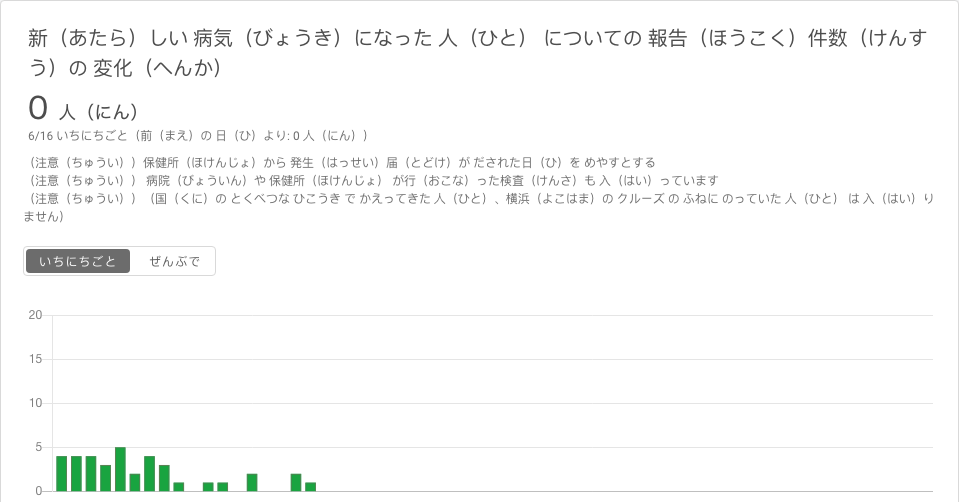 新（あたら）しい 病気（びょうき）になった 人（ひと） についての 報告（ほうこく）件数（けんす
う）の 変化（へんか）
0 人（にん）
6/16 いちにちごと（前（まえ）の 日（ひ）より: 0 人（にん））
（注意（ちゅうい））保健所（ほけんじょ）から 発生（はっせい）届（とどけ）が だされた日（ひ）を めやすとする
（注意（ちゅうい）） 病院（びょういん）や 保健所（ほけんじょ） が行（おこな）った検査（けんさ）も 入（はい）っています
（注意（ちゅうい））（国（くに）の とくべつな ひこうき で かえってきた 人（ひと）、横浜（よこはま）の クルーズ の ふねに のっていた 人（ひと） は 入（はい）り
ません）
いちにちごと ぜんぶで
20
15
10
5
0